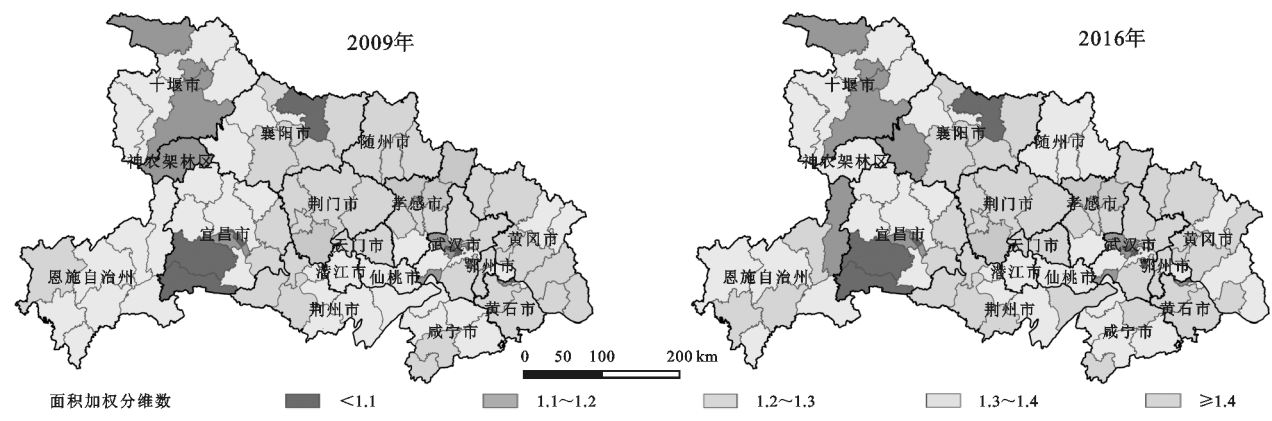 2009年
十堰市
襄阳市
随州市
神农架林区
荆门市
孝感市
宜昌市
天门市
武汉市
黄冈市
恩施自治州
潜江市
仙桃市
鄂州市
荆州市
黄石市
咸宁市
2016年
十堰市
襄阳市
随州市
神农架林区
荆门市
孝感市
宜昌市
天门市
武汉市
黄冈市
恩施自治州
潜江市
仙桃市
鄂州市
荆州市
黄石市
咸宁市
0 50 100 200 km
面积加权分维数 <1.1 1.1~1.2 1.2~1.3 1.3~1.4 ≥1.4